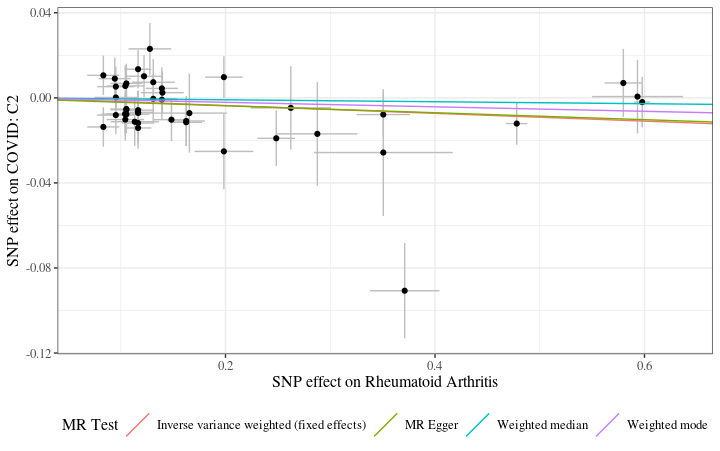 SNP effect on COVID: C2
0.04
0.00
-0.04
-0.08
-0.12
0.2 0.4 0.6
SNP effect on Rheumatoid Arthritis
MR Test Inverse variance weighted (fixed effects) MR Egger Weighted median Weighted mode